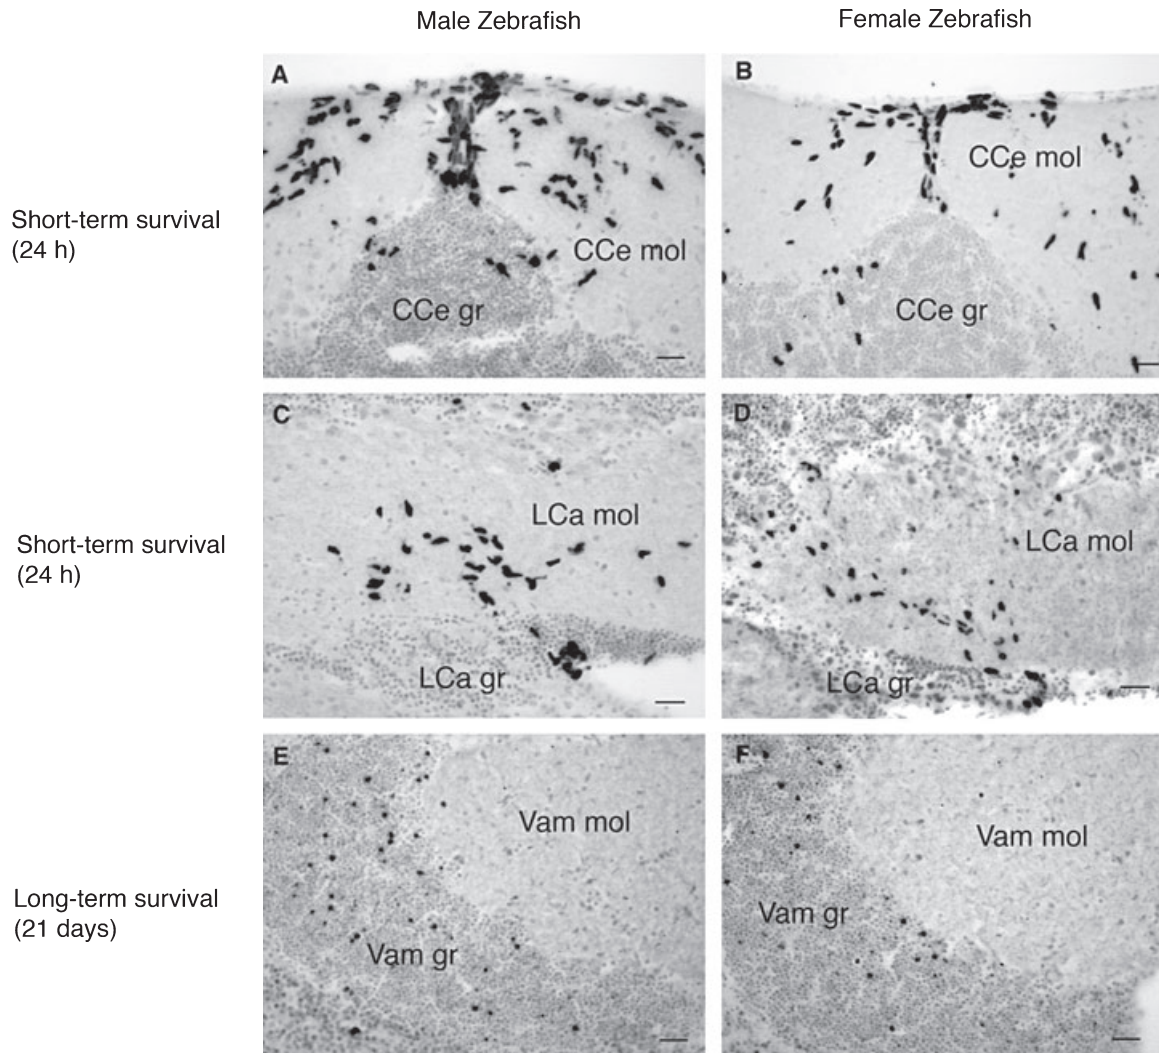 Male Zebrafish
Female Zebrafish
Short-term survival
(24 h)
A
CCe mol
CCe gr
B
CCe mol
CCe gr
Short-term survival
(24 h)
C
LCa mol
LCa gr
D
LCa mol
LCa gr
Long-term survival
(21 days)
E
Vam mol
Vam gr
F
Vam mol
Vam gr